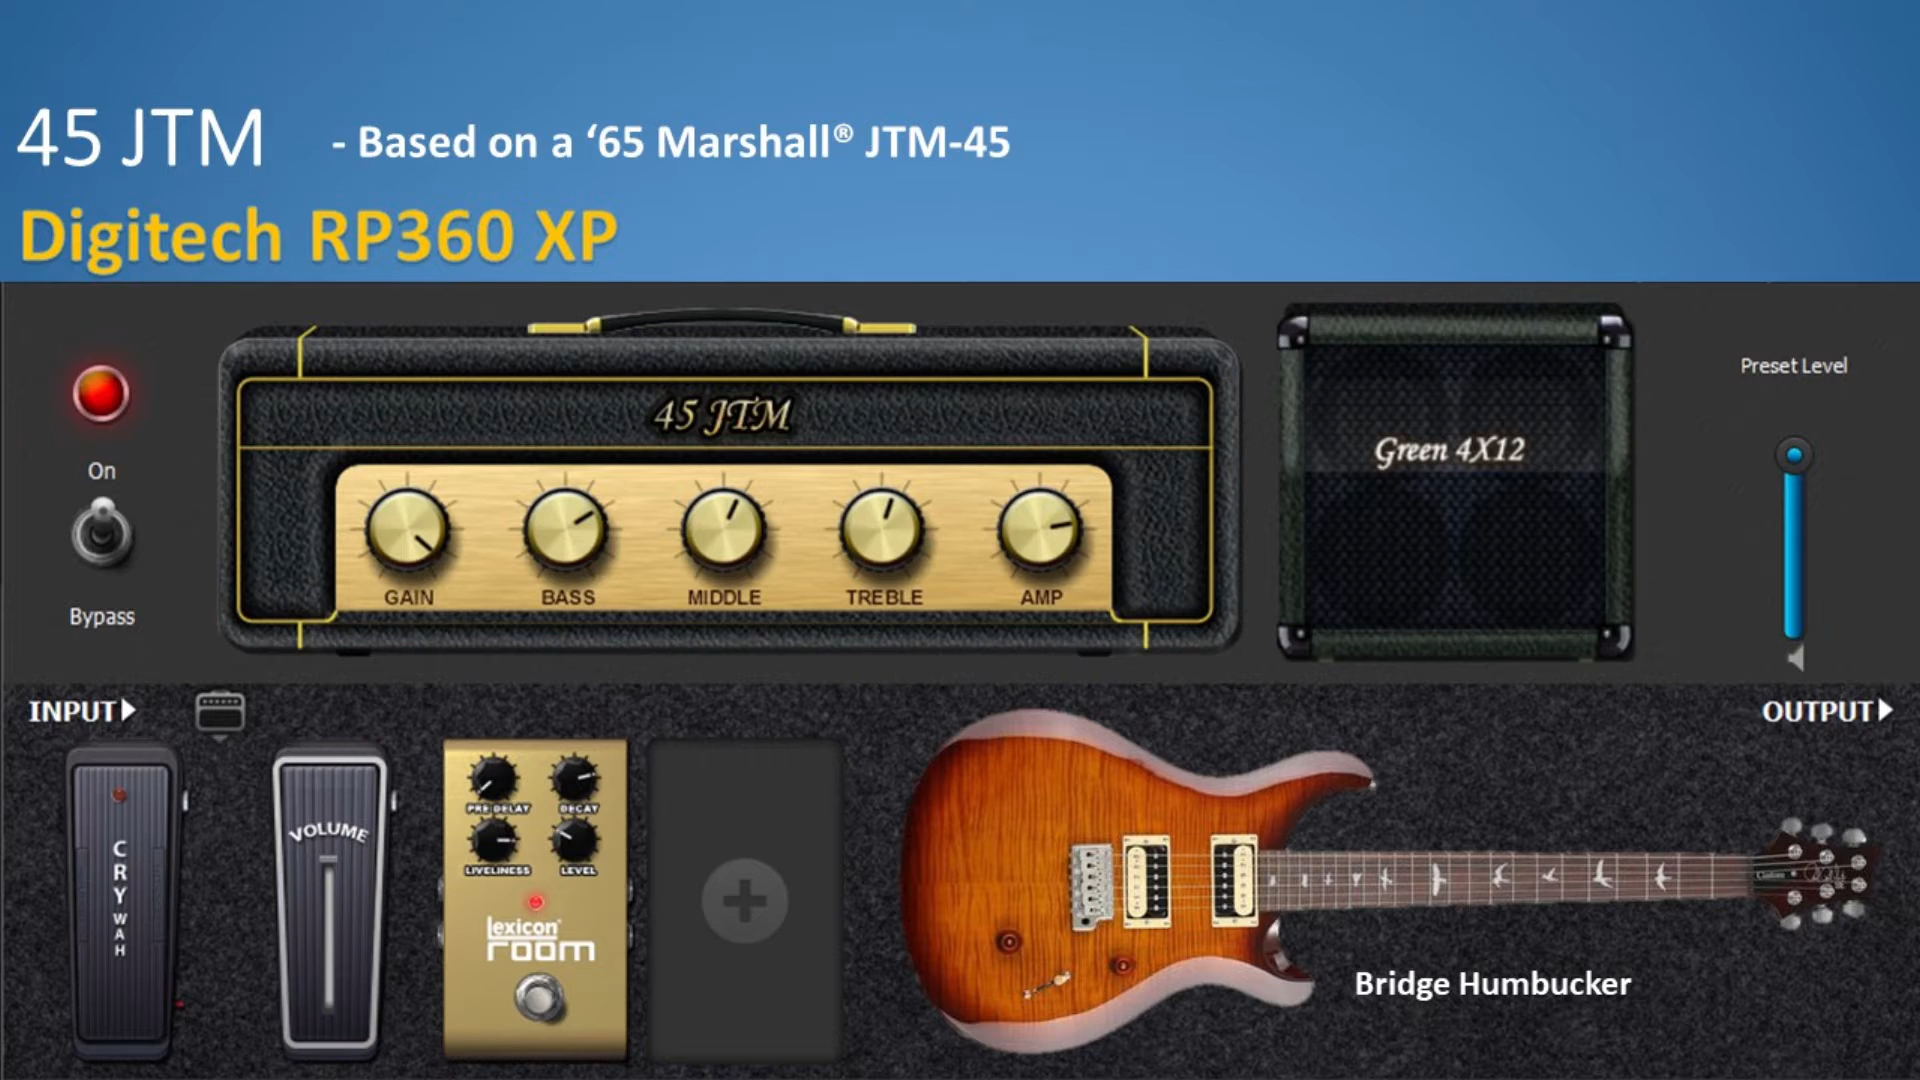 45 JTM - Based on a ‘65 Marshall® JTM-45
Digitech RP360 XP
45 JTM
Preset Level
On
Green 4X12
GAIN BASS MIDDLE TREBLE AMP
Bypass
INPUT
OUTPUT
CRY WAH
VOLUME
PRE DELAY DECAY
LIVELINESS LEVEL
lexicon
room
Custom
Bridge Humbucker